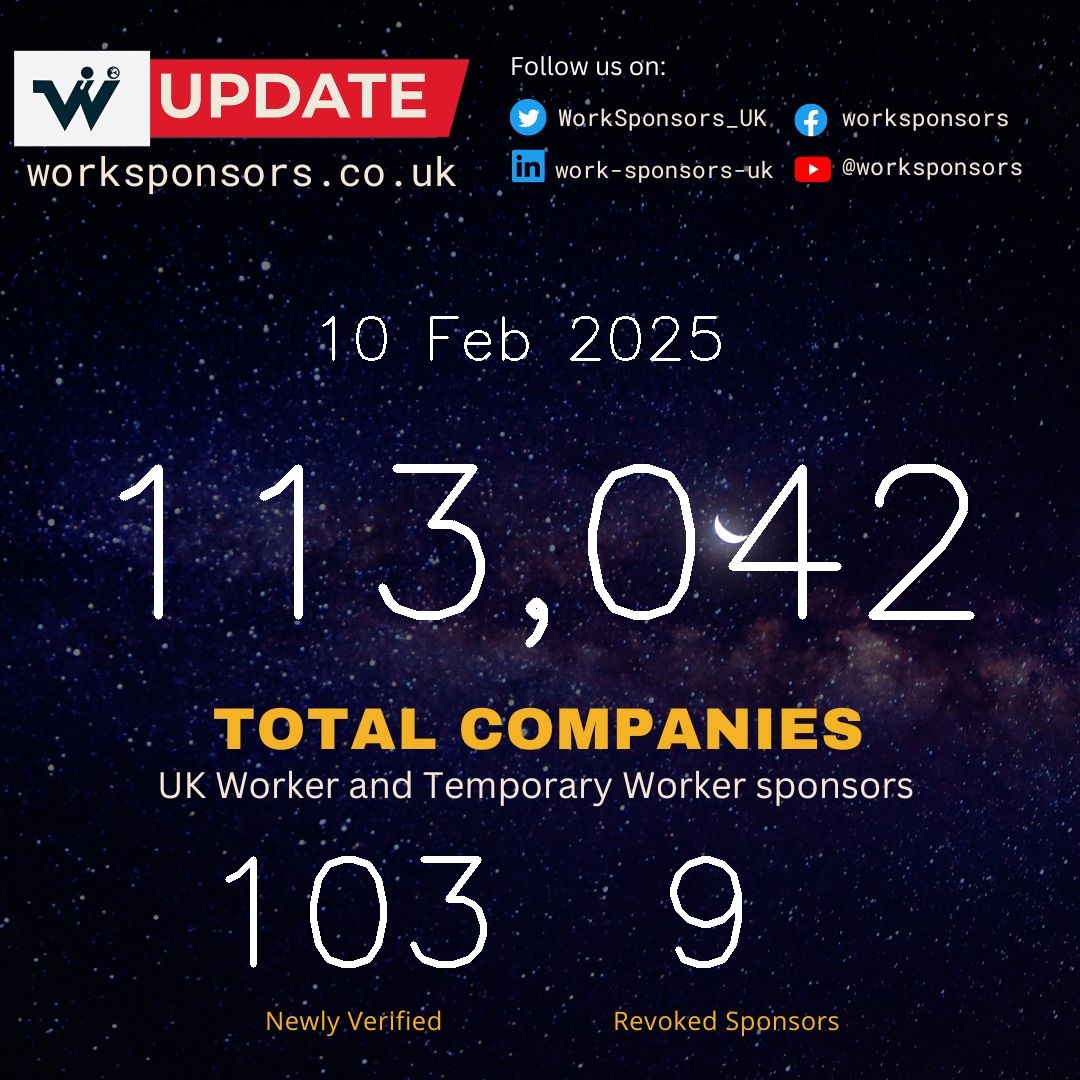 UPDATE
worksponsors.co.uk
Follow us on:
WorkSponsors_UK
worksponsors
work-sponsors-uk
@worksponsors
10 Feb 2025
113,042
TOTAL COMPANIES
UK Worker and Temporary Worker sponsors
103
9
Newly Verified
Revoked Sponsors